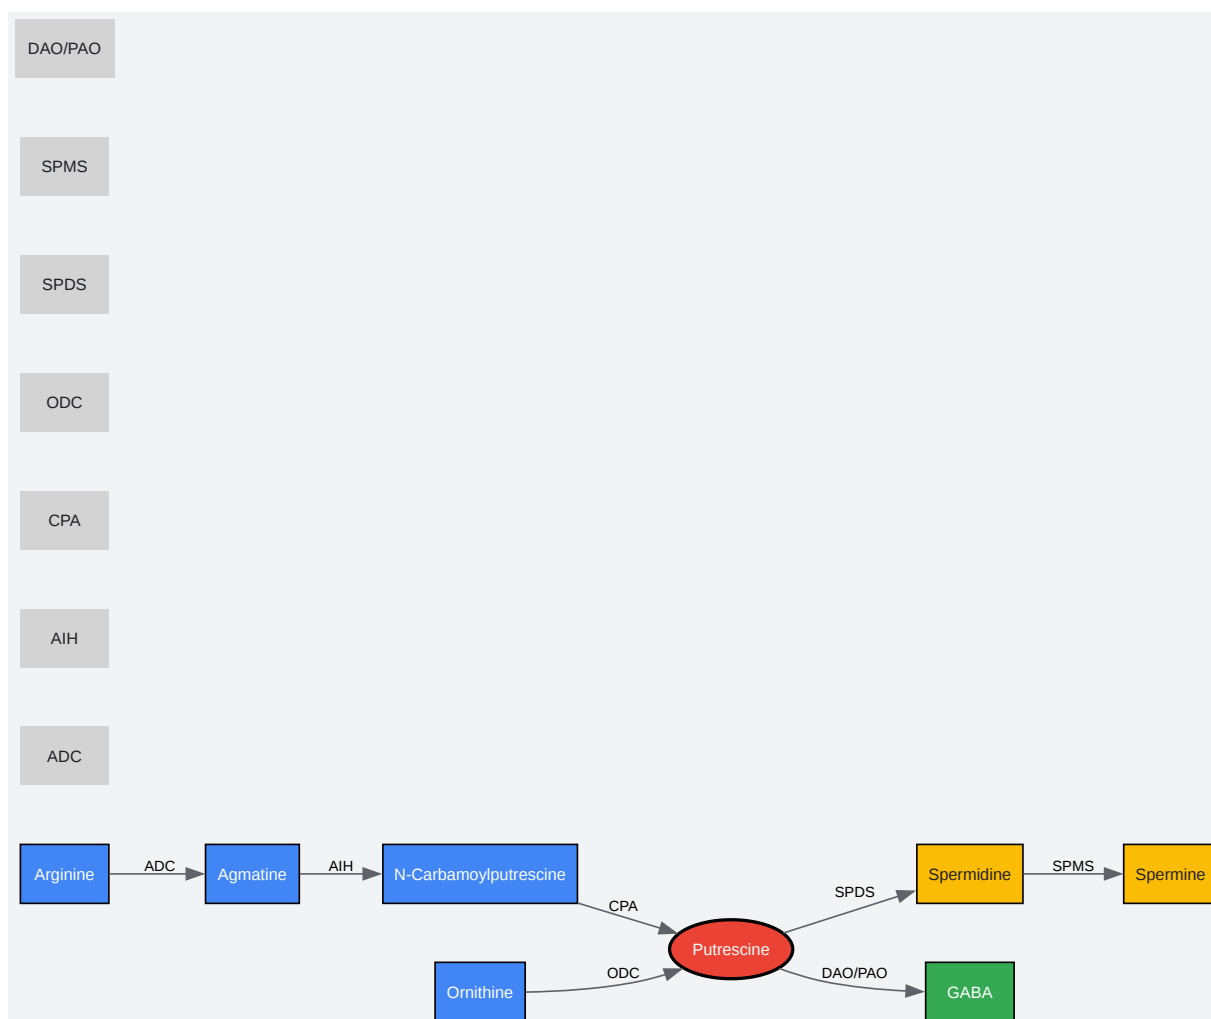 DAO/PAO
SPMS
SPDS
ODC
CPA
AIH
ADC
Arginine
ADC
Agmatine
AIH
N-Carbamoylputrescine
CPA
Ornithine
ODC
Putrescine
SPDS
Spermidine
SPMS
Spermine
DAO/PAO
GABA